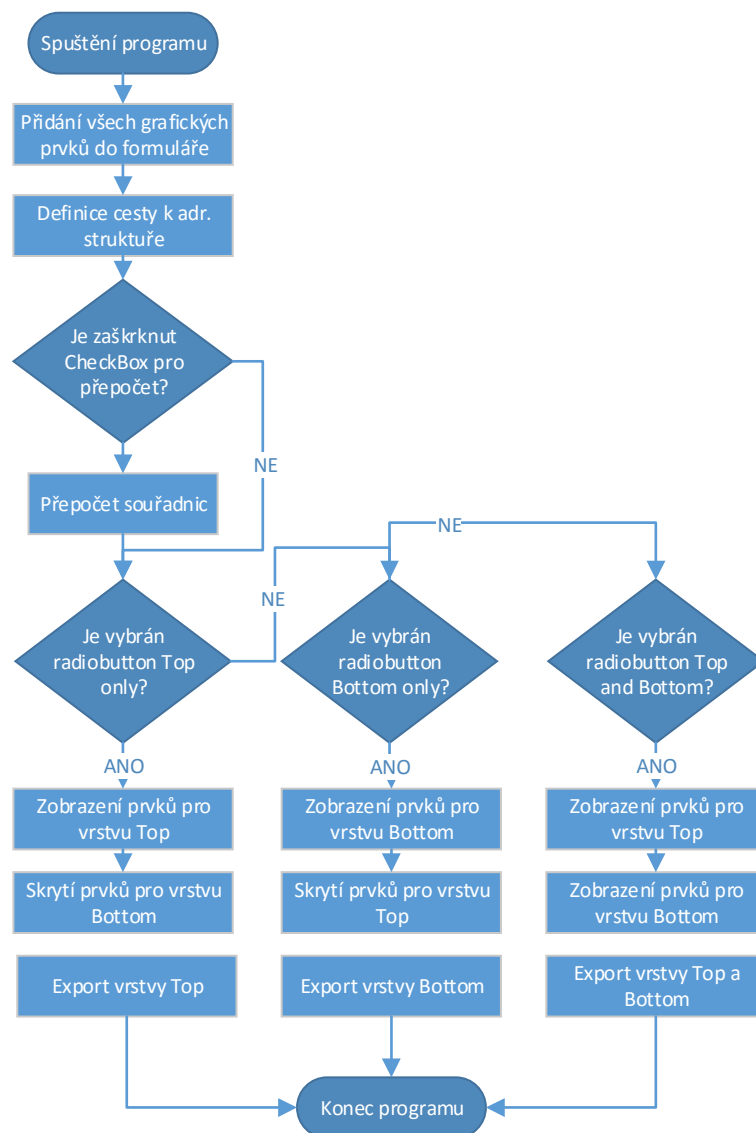 Spuštění programu
Přidání všech grafických
prvků do formuláře
Definice cesty k adr.
struktuře
Je zaškrknut
CheckBox pro
přepočet?
NE
Přepočet souřadnic
NE
NE
Je vybrán
radiobutton Top
only?
Je vybrán
radiobutton
Bottom only?
Je vybrán
radiobutton Top
and Bottom?
ANO
ANO
ANO
Zobrazení prvků pro
vrstvu Top
Zobrazení prvků pro
vrstvu Bottom
Zobrazení prvků pro
vrstvu Top
Skrytí prvků pro vrstvu
Bottom
Skrytí prvků pro vrstvu
Top
Zobrazení prvků pro
vrstvu Bottom
Export vrstvy Top
Export vrstvy Bottom
Export vrstvy Top a
Bottom
Konec programu